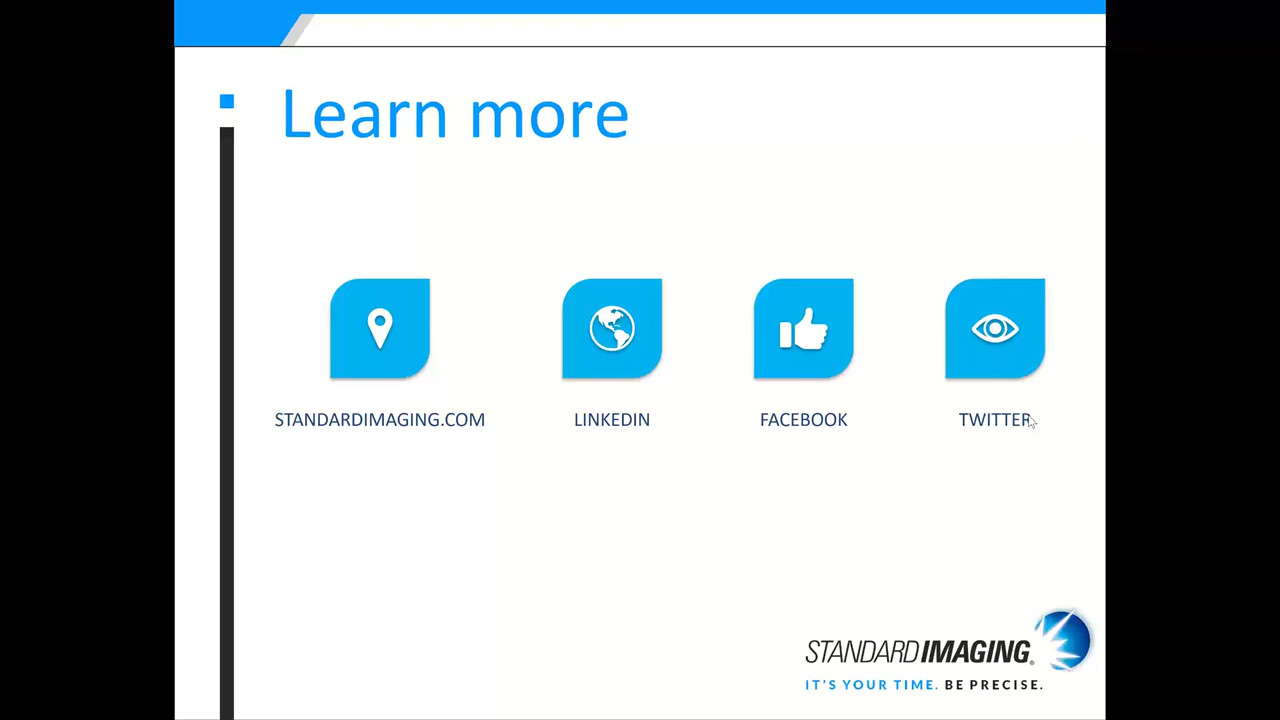 Learn more
STANDARDIMAGING.COM
LINKEDIN
FACEBOOK
TWITTER
STANDARD IMAGING®
IT'S YOUR TIME. BE PRECISE.